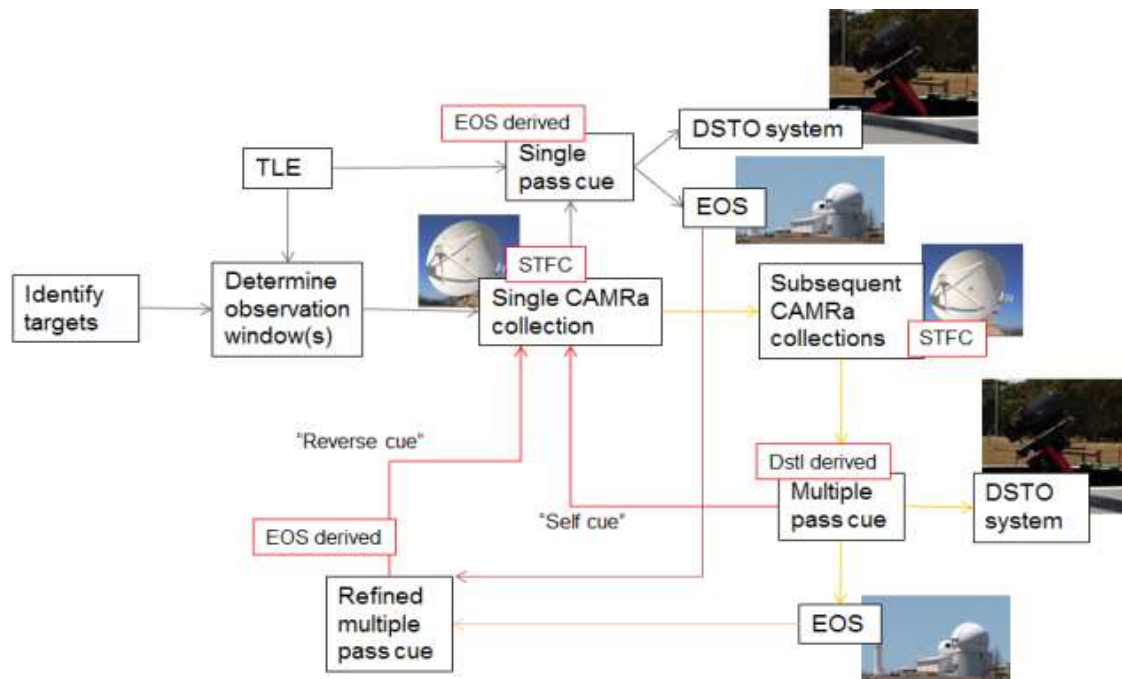 EOS derived
Single
pass cue
DSTO system
TLE
EOS
STFC
Identify
targets
Determine
observation
window(s)
Single CAMRa
collection
Subsequent
CAMRa
collections
STFC
"Reverse cue"
"Self cue"
Dstl derived
Multiple
pass cue
DSTO
system
EOS derived
Refined
multiple
pass cue
EOS